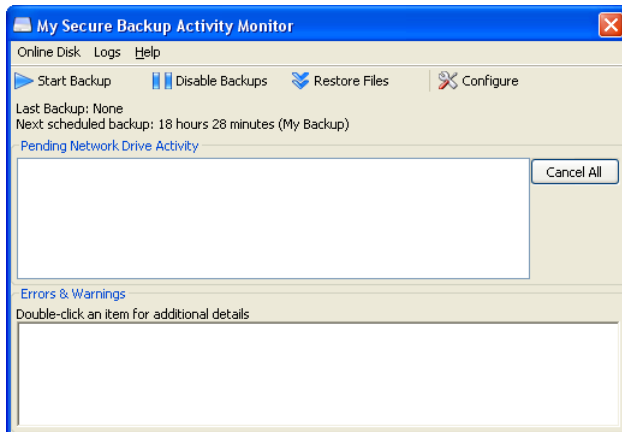 My Secure Backup Activity Monitor
Online Disk Logs Help
Start Backup Disable Backups Restore Files Configure
Last Backup: None
Next scheduled backup: 18 hours 28 minutes (My Backup)
Pending Network Drive Activity
Cancel All
Errors & Warnings
Double-click an item for additional details